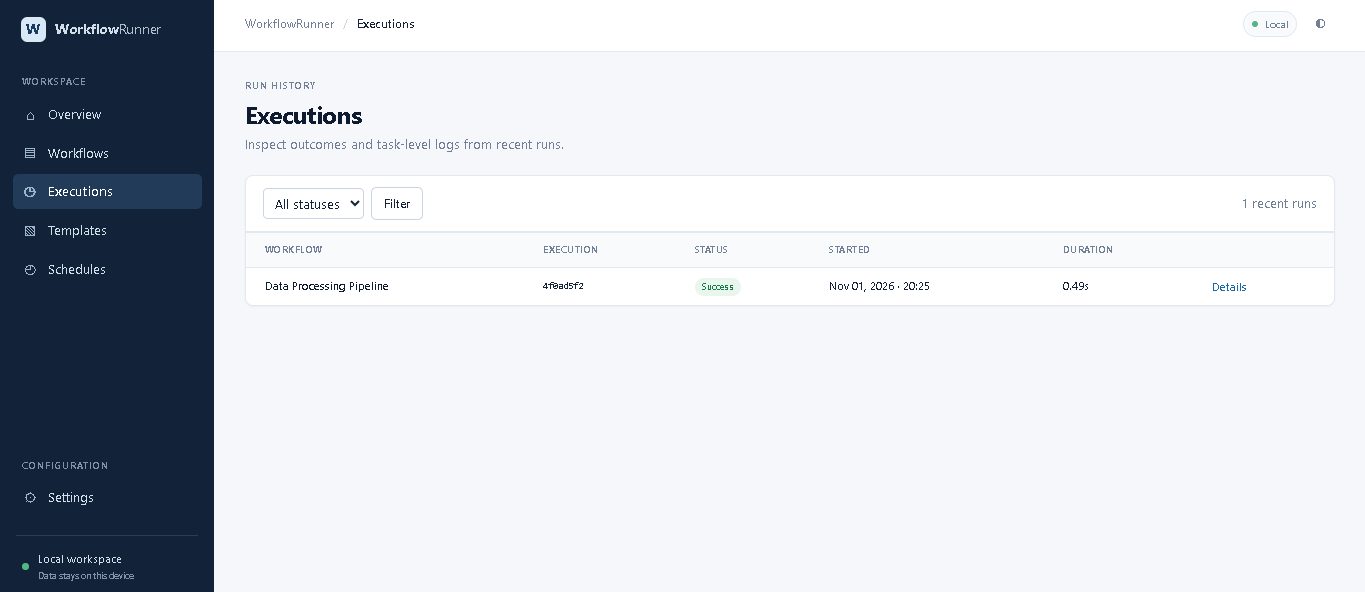 W WorkflowRunner
WORKSPACE
Overview
Workflows
Executions
Templates
Schedules
CONFIGURATION
Settings
Local workspace
Data stays on this device
WorkflowRunner / Executions
Local
RUN HISTORY
Executions
Inspect outcomes and task-level logs from recent runs.
All statuses Filter 1 recent runs
WORKFLOW EXECUTION STATUS STARTED DURATION
Data Processing Pipeline 4f0ad5f2 Success Nov 01, 2026 · 20:25 0.49s Details